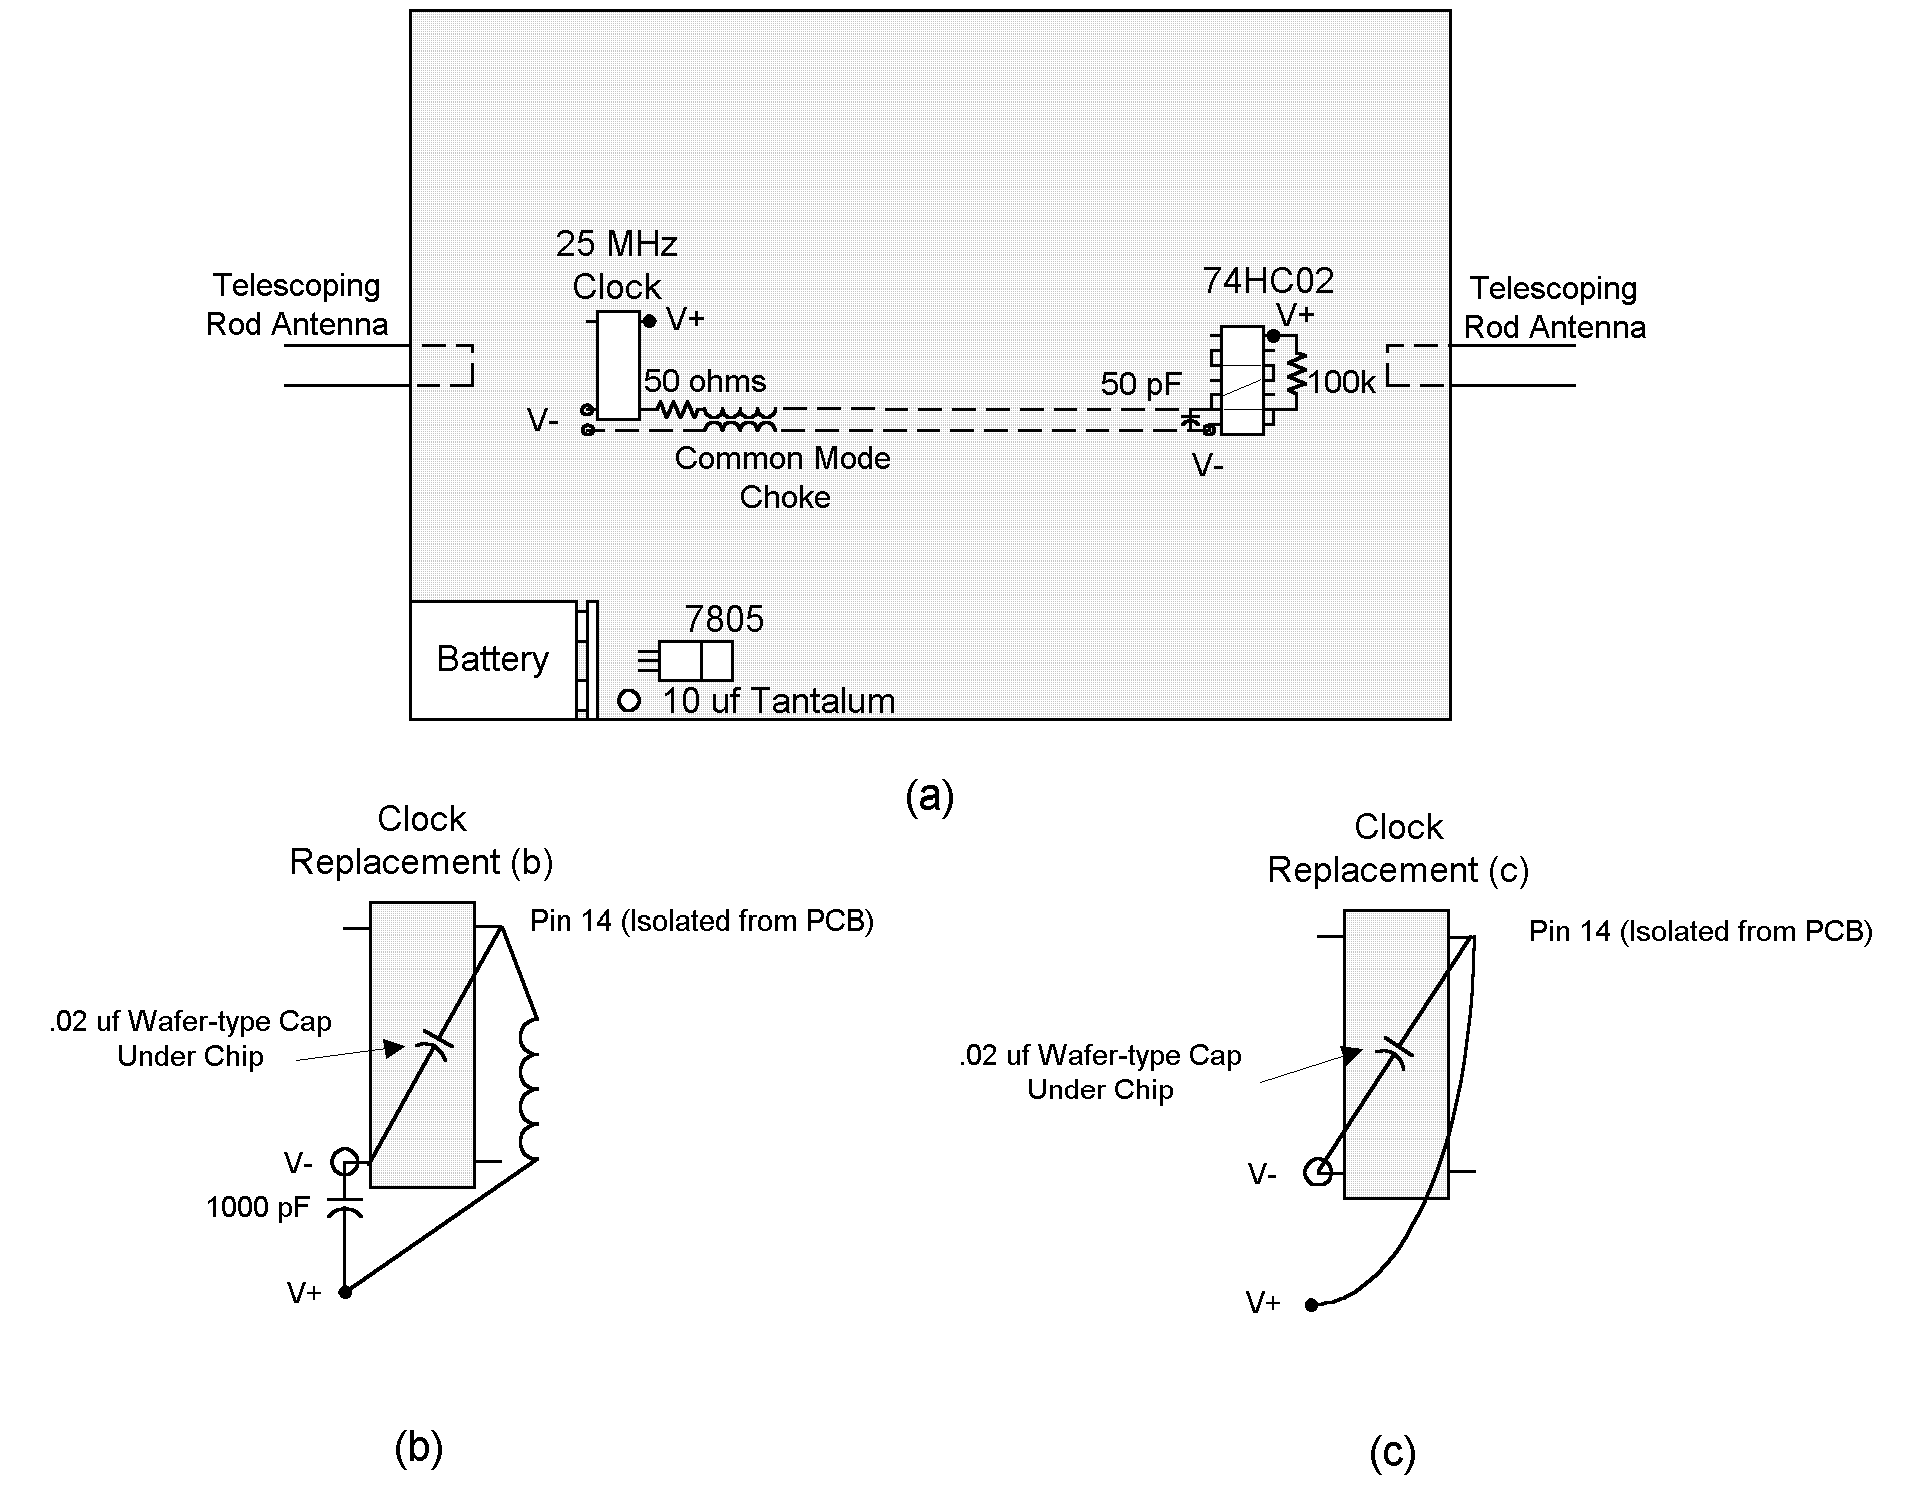 25 MHz
Clock
V+
Telescoping
Rod Antenna
74HC02
V+
Telescoping
Rod Antenna
50 ohms
50 pF
100k
V-
Common Mode
Choke
V-
7805
Battery
10 uf Tantalum
(a)
Clock
Replacement (b)
Pin 14 (Isolated from PCB)
.02 uf Wafer-type Cap
Under Chip
V-
1000 pF
V+
(b)
Clock
Replacement (c)
Pin 14 (Isolated from PCB)
.02 uf Wafer-type Cap
Under Chip
V-
V+
(c)